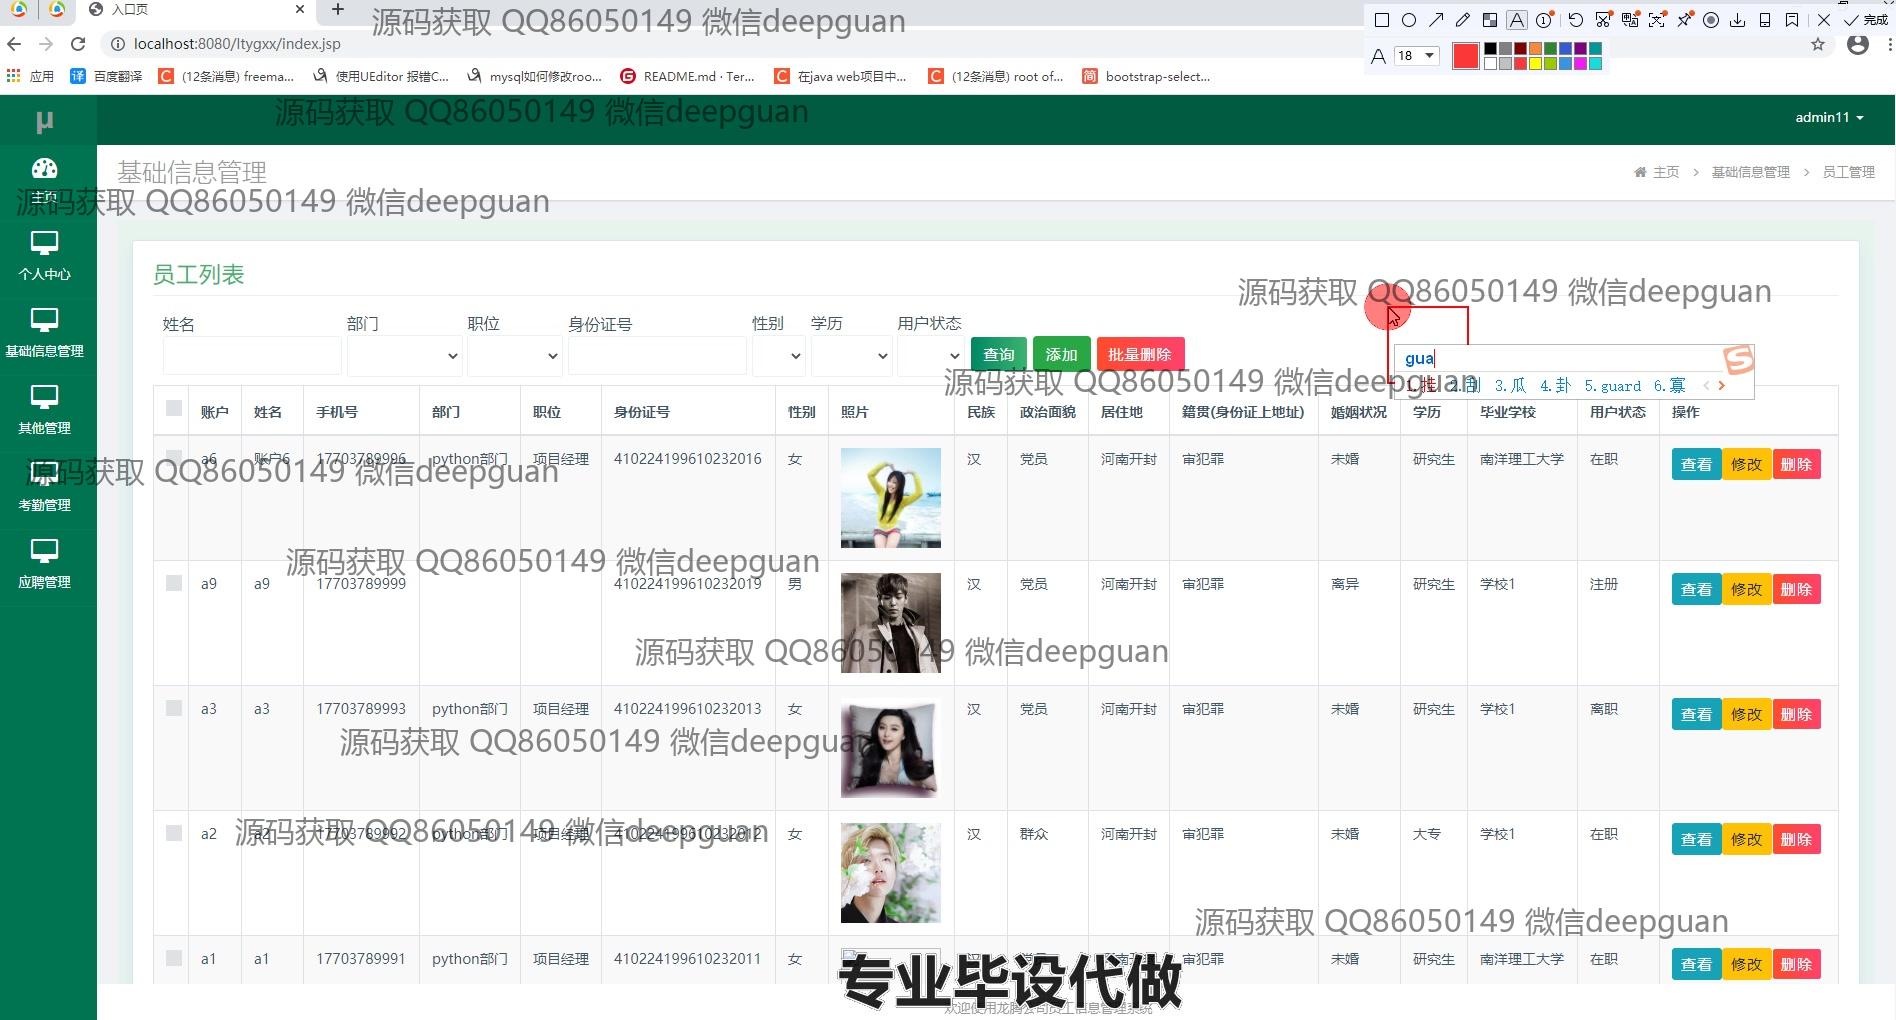 入口页
源码获取 QQ86050149 微信deepguan
完成
localhost:8080/ltygxx/index.jsp
A 18
应用 百度翻译 (12条消息) freema... 使用UEditor 报错C... mysql如何修改roo... README.md · Ter... 在java web项目中... (12条消息) root of... bootstrap-select...
源码获取 QQ86050149 微信deepguan
μ
admin11
基础信息管理
主页 > 基础信息管理 > 员工管理
主页
源码获取 QQ86050149 微信deepguan
个人中心
基础信息管理
其他管理
考勤管理
应聘管理
员工列表
源码获取 QQ86050149 微信deepguan
姓名 部门 职位 身份证号 性别 学历 用户状态
查询 添加 批量删除
gua
1.挂 2.刮 3.瓜 4.卦 5.guard 6.寡
源码获取 QQ86050149 微信deepguan
账户 姓名 手机号 部门 职位 身份证号 性别 照片 民族 政治面貌 居住地 籍贯(身份证上地址) 婚姻状况 学历 毕业学校 用户状态 操作
a6 账户6 17703789996 python部门 项目经理 410224199610232016 女 汉 党员 河南开封 审犯罪 未婚 研究生 南洋理工大学 在职 查看 修改 删除
源码获取 QQ86050149 微信deepguan
源码获取 QQ86050149 微信deepguan
a9 a9 17703789999 410224199610232019 男 汉 党员 河南开封 审犯罪 离异 研究生 学校1 注册 查看 修改 删除
源码获取 QQ86050149 微信deepguan
a3 a3 17703789993 python部门 项目经理 410224199610232013 女 汉 党员 河南开封 审犯罪 未婚 研究生 学校1 离职 查看 修改 删除
源码获取 QQ86050149 微信deepguan
a2 a2 17703789992 python部门 项目经理 410224199610232012 女 汉 群众 河南开封 审犯罪 未婚 大专 学校1 在职 查看 修改 删除
源码获取 QQ86050149 微信deepguan
源码获取 QQ86050149 微信deepguan
a1 a1 17703789991 python部门 项目经理 410224199610232011 女 汉 党员 河南开封 审犯罪 未婚 研究生 南洋理工大学 在职 查看 修改 删除
专业毕设代做
欢迎使用龙腾公司员工信息管理系统